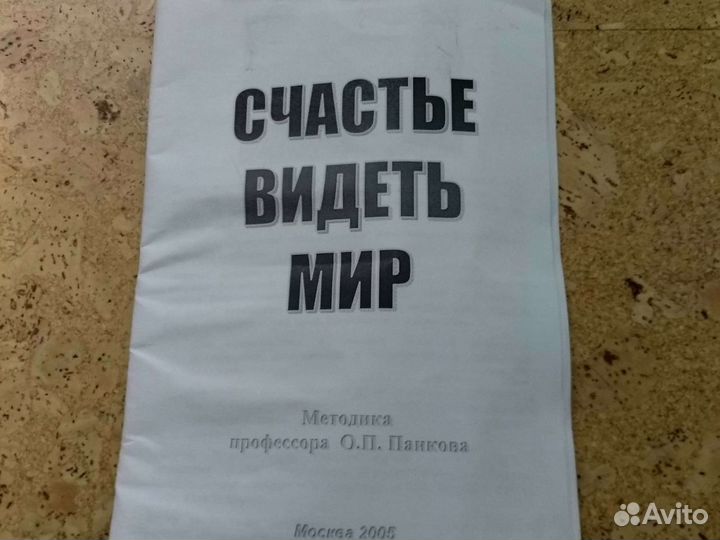 СЧАСТЬЕ
ВИДЕТЬ
МИР
Методика
профессора О.П. Панкова
Москва 2005
Avito